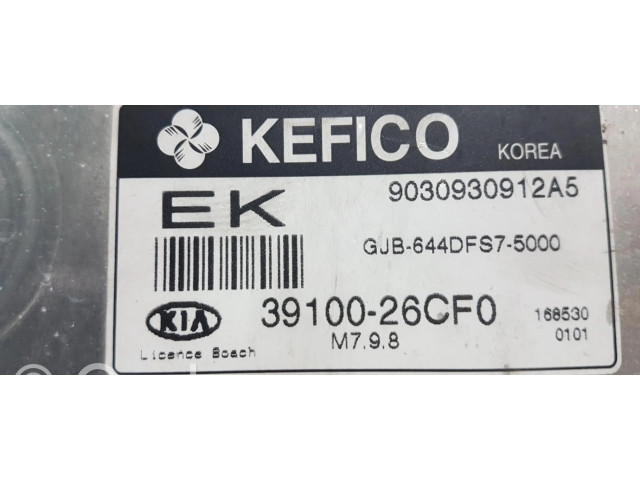 KEFICO KOREA
EK 9030930912A5
GJB-644DFS7-5000
KIA 39100-26CF0 168530
Licence Bosch M7.9.8 0101